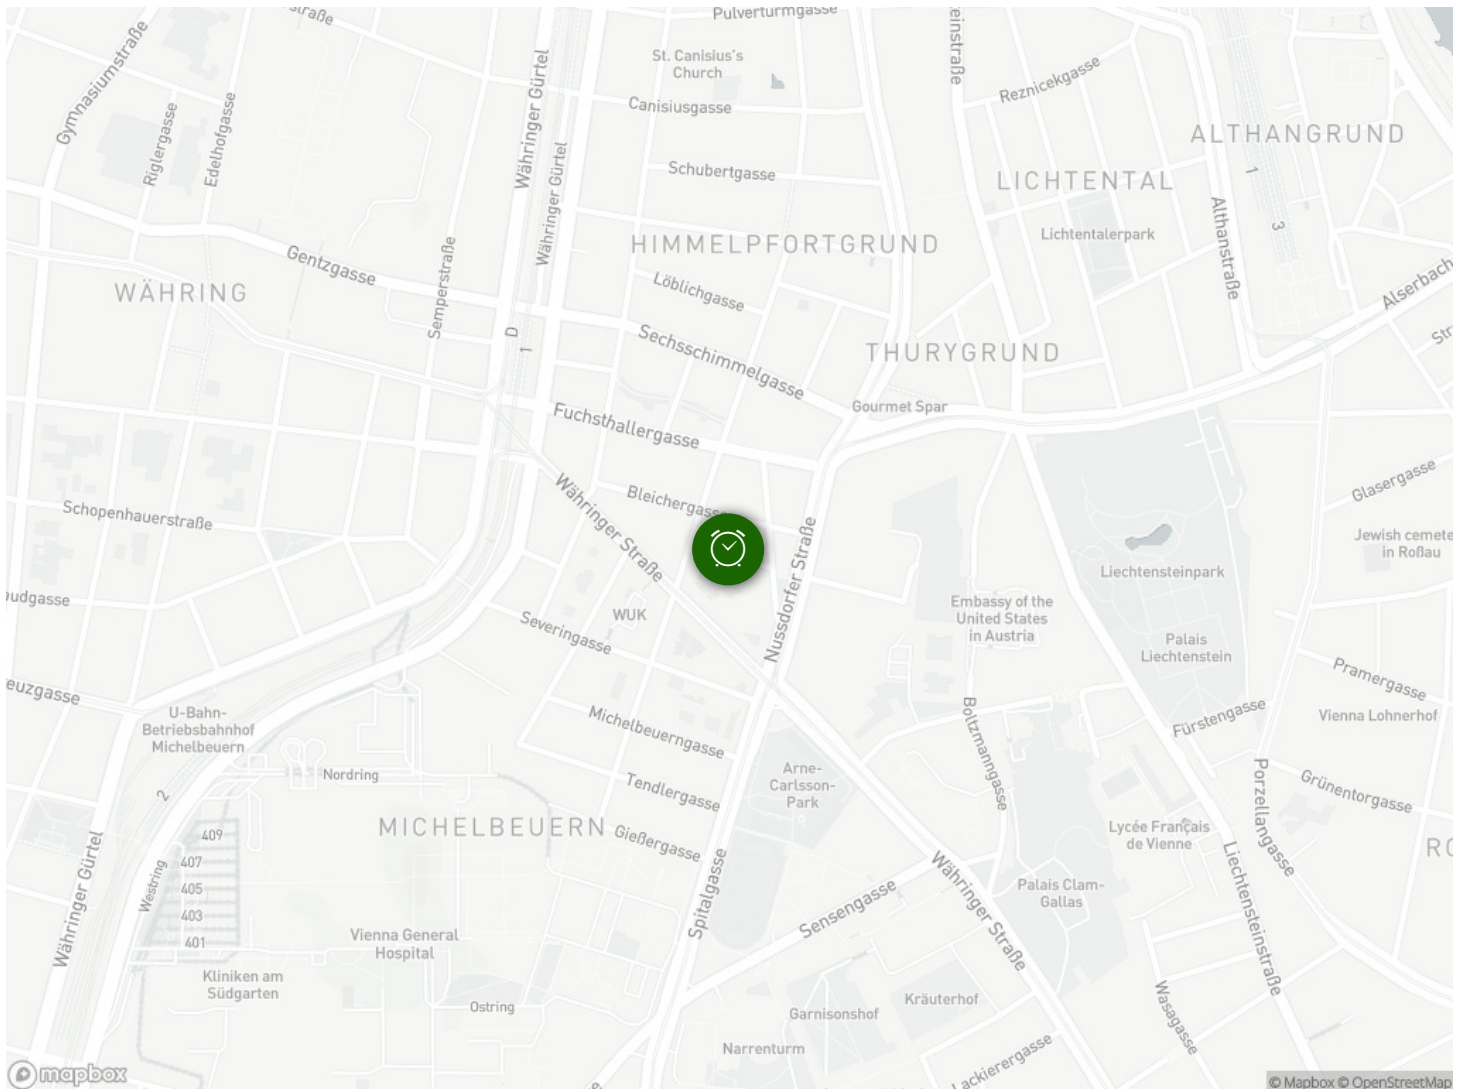 Pulverturmgasse
St. Canisius's
Church
Gymnasiumstraße
Riglergasse
Edelhofgasse
Währinger Gürtel
Währinger Gürtel
Canisiusgasse
Reznicekgasse
ALTHANGRUND
Schubertgasse
LICHTENTAL
1
3
Althanstraße
Lichtentalerpark
HIMMELPFORTGRUND
Gentzgasse
Semperstraße
Löblichgasse
WÄHRING
Alserbach
D
1
Sechsschimmelgasse
THURYGRUND
Gourmet Spar
Fuchsthallergasse
Glasergasse
Schopenhauerstraße
Bleichergasse
Währinger Straße
Nussdorfer Straße
Jewish cemete
in Roßau
Liechtensteinpark
Embassy of the
United States
in Austria
WUK
Severingasse
Palais
Liechtenstein
Pramergasse
U-Bahn-
Betriebsbahnhof
Michelbeuern
Michelbeuerngasse
Boltzmanngasse
Fürstengasse
Vienna Lohnerhof
Nordring
Tendlergasse
Arne-
Carlsson-
Park
Porzellangasse
Grünentorgasse
2
MICHELBEUERN
Gießergasse
Lycée Français
de Vienne
409
407
405
403
401
Westring
Währinger Gürtel
Spitalgasse
Sensengasse
Währinger Straße
Palais Clam-
Gallas
Liechtensteinstraße
Vienna General
Hospital
Kliniken am
Südgarten
Ostring
Garnisonshof
Kräuterhof
Wasagasse
Narrenturm
Lackierergasse
mapbox
© Mapbox © OpenStreetMap